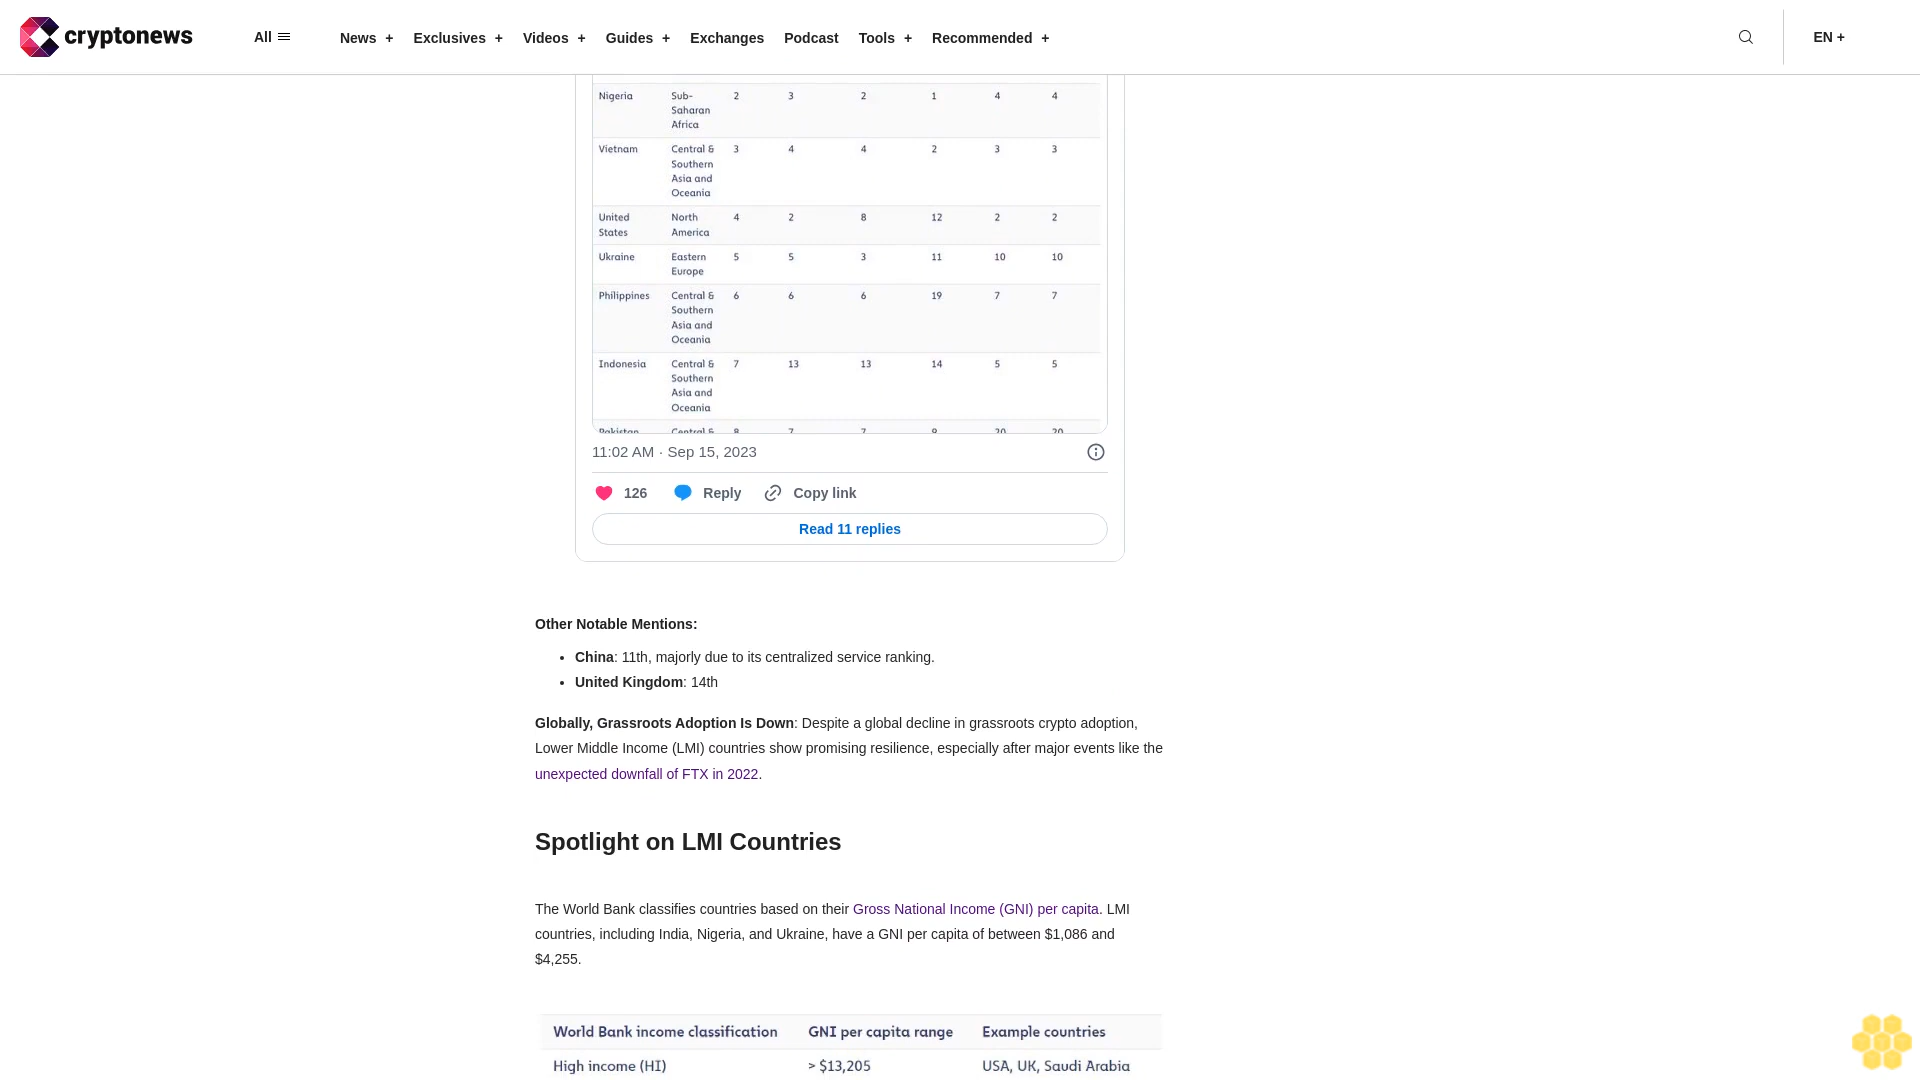 cryptonews All News + Exclusives + Videos + Guides + Exchanges Podcast Tools + Recommended + EN +
Nigeria Sub- 2 3 2 1 4 4
Saharan
Africa
Vietnam Central & 3 4 4 2 3 3
Southern
Asia and
Oceania
United North 4 2 8 12 2 2
States America
Ukraine Eastern 5 5 3 11 10 10
Europe
Philippines Central & 6 6 6 19 7 7
Southern
Asia and
Oceania
Indonesia Central & 7 13 13 14 5 5
Southern
Asia and
Oceania
Pakistan Central & 8 7 7 9 20 20
11:02 AM · Sep 15, 2023
126 Reply Copy link
Read 11 replies
Other Notable Mentions:
• China: 11th, majorly due to its centralized service ranking.
• United Kingdom: 14th
Globally, Grassroots Adoption Is Down: Despite a global decline in grassroots crypto adoption,
Lower Middle Income (LMI) countries show promising resilience, especially after major events like the
unexpected downfall of FTX in 2022.
Spotlight on LMI Countries
The World Bank classifies countries based on their Gross National Income (GNI) per capita. LMI
countries, including India, Nigeria, and Ukraine, have a GNI per capita of between $1,086 and
$4,255.
World Bank income classification GNI per capita range Example countries
High income (HI) > $13,205 USA, UK, Saudi Arabia